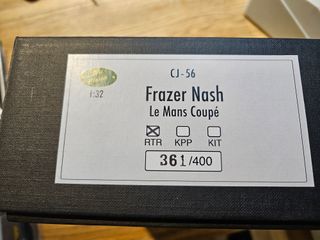 CJ-56
1:32
Frazer Nash
Le Mans Coupé
RTR KPP KIT
361/400